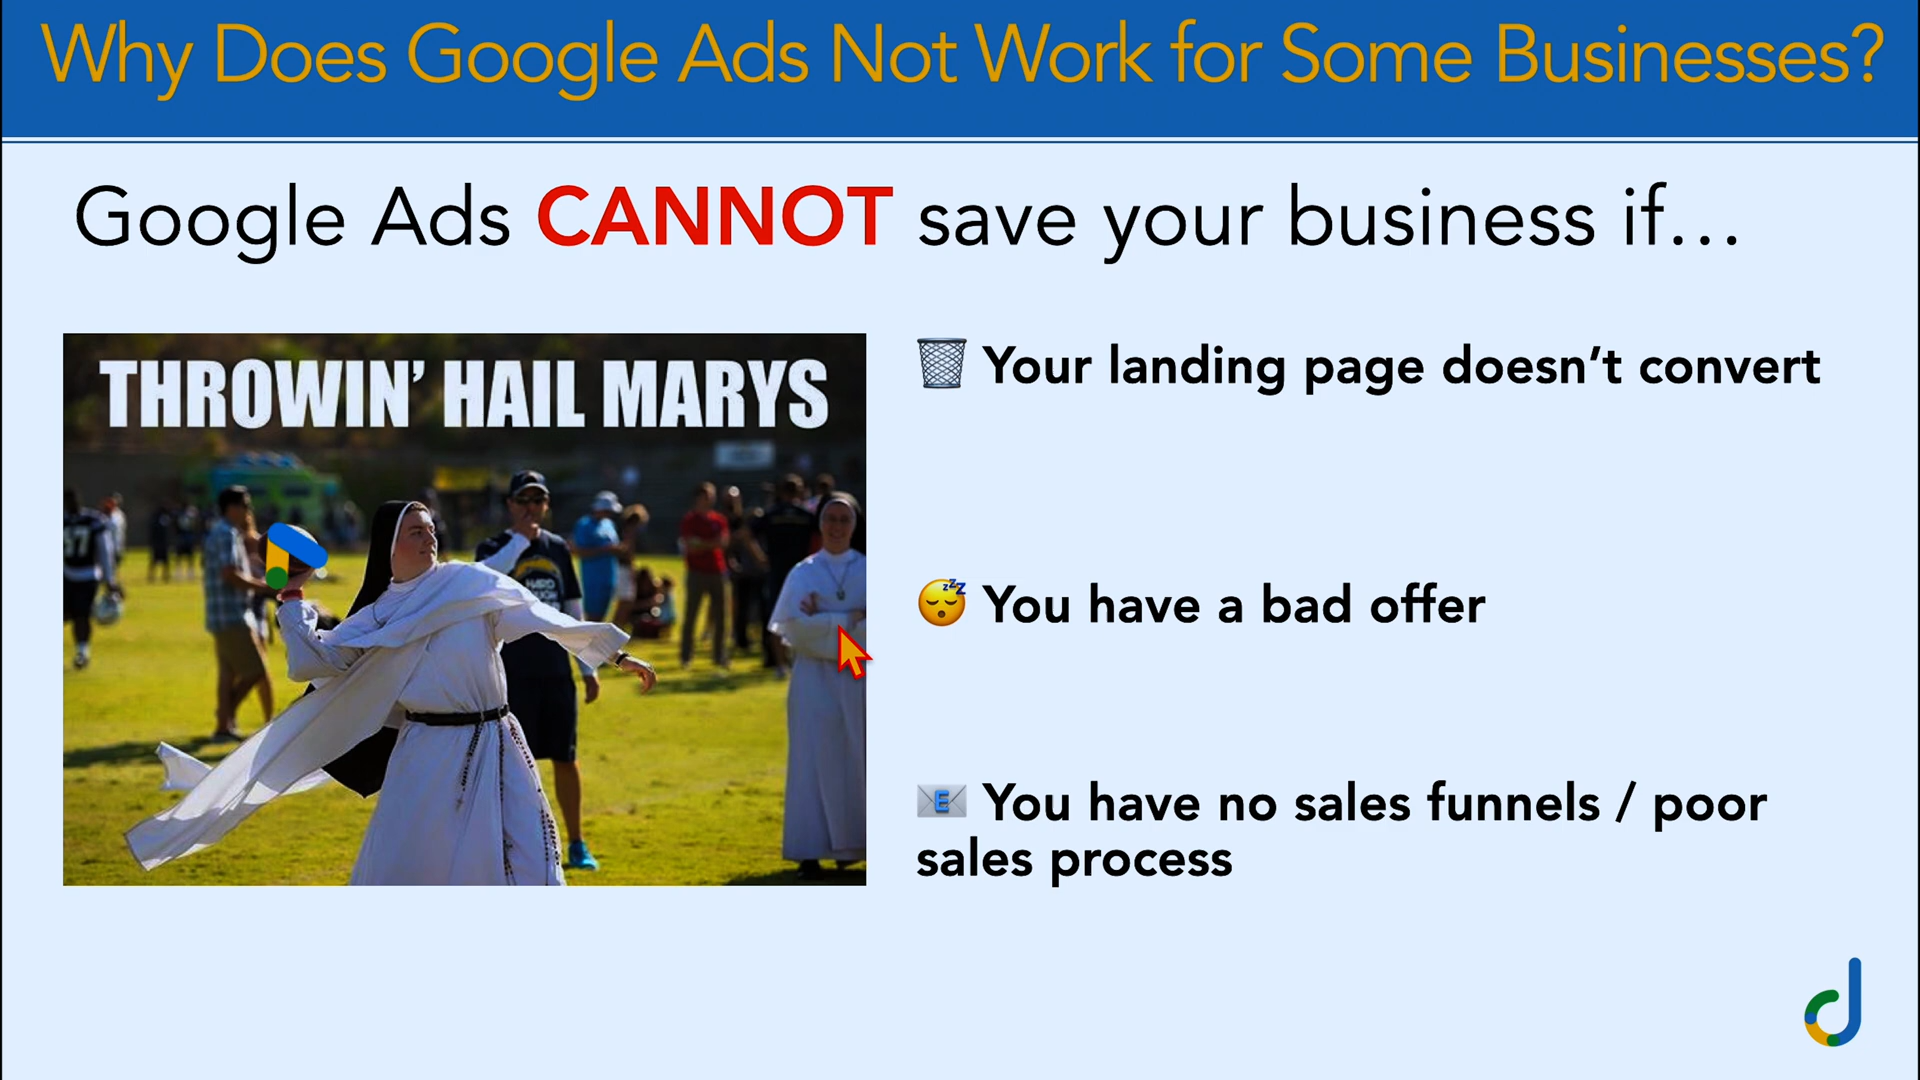 Why Does Google Ads Not Work for Some Businesses?
Google Ads CANNOT save your business if...
THROWIN' HAIL MARYS
🗑 Your landing page doesn't convert
😴 You have a bad offer
📧 You have no sales funnels / poor
sales process